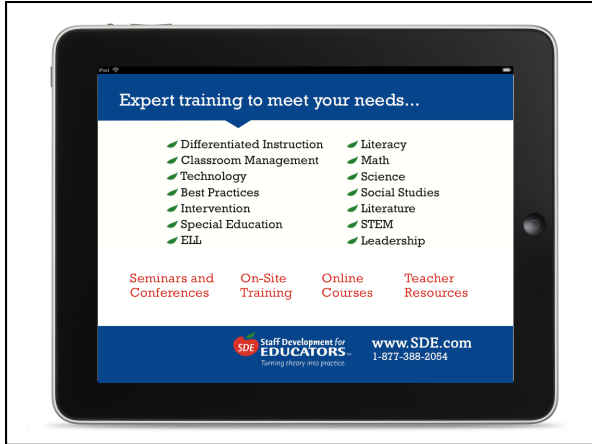 iPad
Expert training to meet your needs...
Differentiated Instruction
Classroom Management
Technology
Best Practices
Intervention
Special Education
ELL
Literacy
Math
Science
Social Studies
Literature
STEM
Leadership
Seminars and
Conferences
On-Site
Training
Online
Courses
Teacher
Resources
SDE
Staff Development for
EDUCATORS
Turning theory into practice.
www.SDE.com
1-877-388-2054